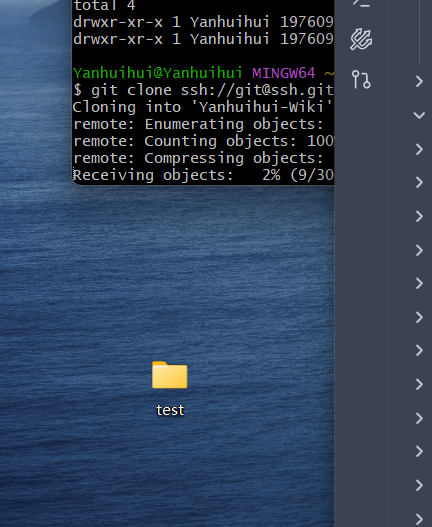 total 4
drwxr-xr-x 1 Yanhuihui 197609
drwxr-xr-x 1 Yanhuihui 197609
Yanhuihui@Yanhuihui MINGW64 ~
$ git clone ssh://git@ssh.git
Cloning into 'Yanhuihui-Wiki'
remote: Enumerating objects:
remote: Counting objects: 100%
remote: Compressing objects:
Receiving objects:   2% (9/30
test